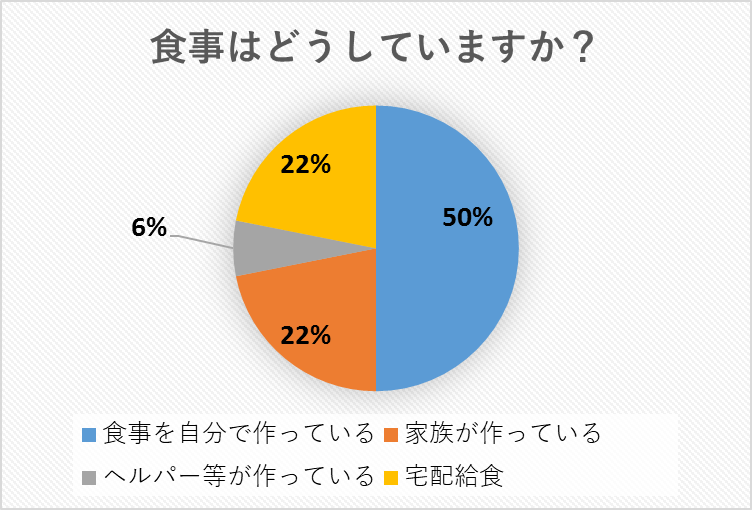 食事はどうしていますか？
22%
50%
6%
22%
食事を自分で作っている 家族が作っている
ヘルパー等が作っている 宅配給食